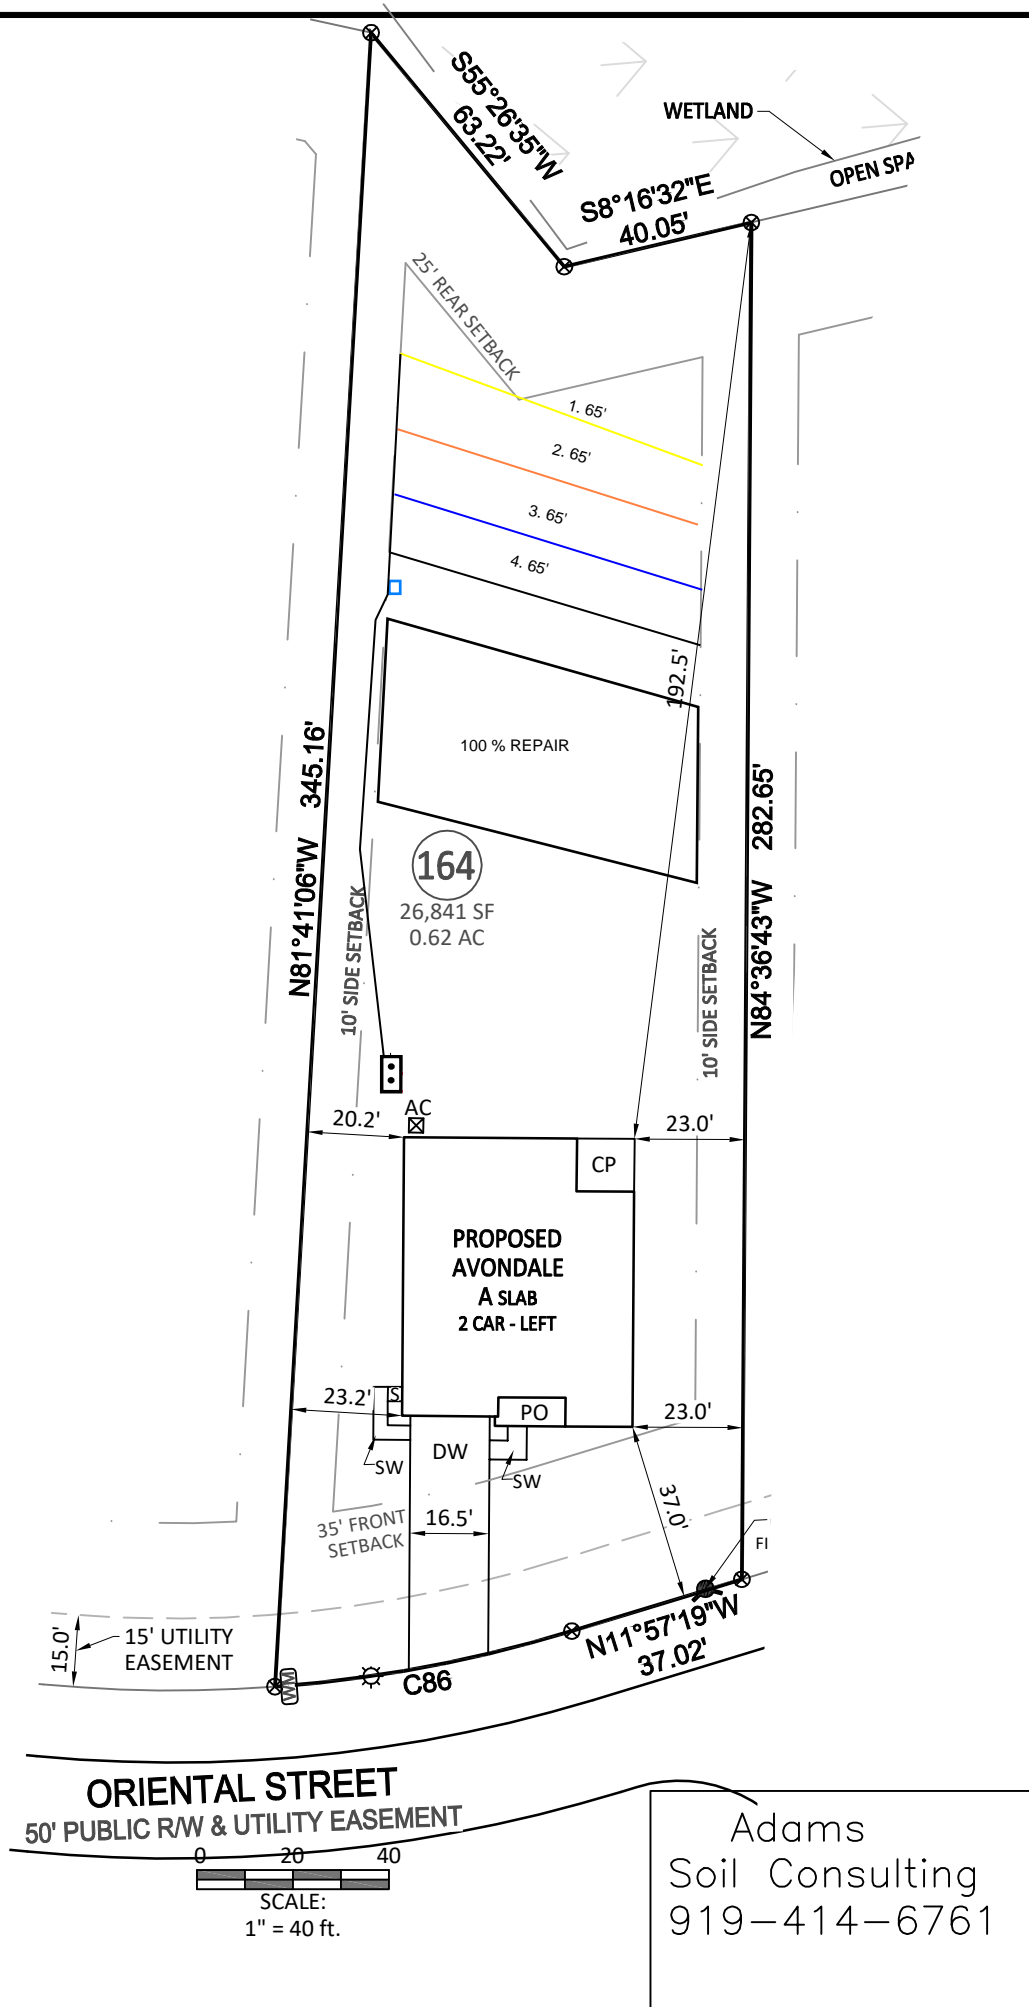 S55°26'35"W
63.22'
WETLAND
OPEN SPA
S8°16'32"E
40.05'
25' REAR SETBACK
1. 65'
2. 65'
3. 65'
4. 65'
192.5'
100 % REPAIR
N81°41'06"W 345.16'
N84°36'43"W 282.65'
164
26,841 SF
0.62 AC
10' SIDE SETBACK
10' SIDE SETBACK
AC
20.2'
23.0'
CP
PROPOSED
AVONDALE
A SLAB
2 CAR - LEFT
23.2'
S
PO
23.0'
DW
SW
SW
37.0'
35' FRONT
SETBACK
16.5'
FI
15.0'
15' UTILITY
EASEMENT
N11°57'19"W
37.02'
WM
C86
ORIENTAL STREET
50' PUBLIC R/W & UTILITY EASEMENT
0 20 40
SCALE:
1" = 40 ft.
Adams
Soil Consulting
919-414-6761